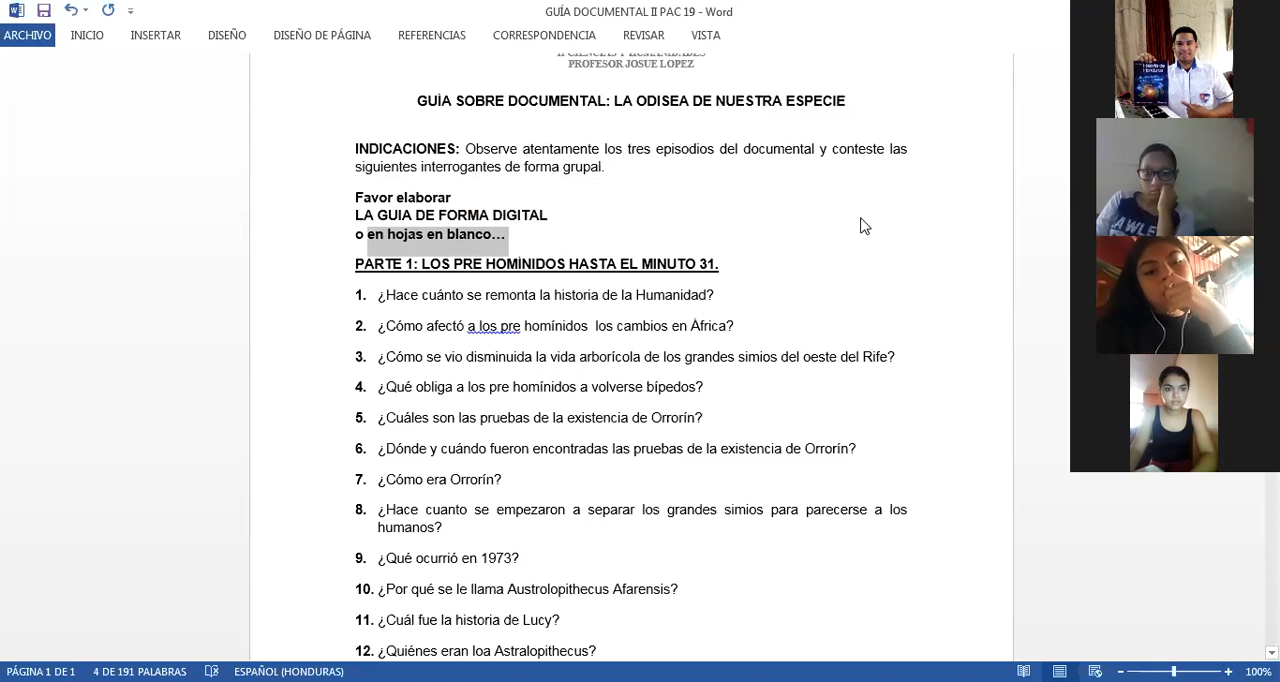 GUÍA DOCUMENTAL II PAC 19 - Word
ARCHIVO INICIO INSERTAR DISEÑO DISEÑO DE PÁGINA REFERENCIAS CORRESPONDENCIA REVISAR VISTA
II CIENCIAS Y HUMANIDADES
PROFESOR JOSUE LOPEZ
GUÌA SOBRE DOCUMENTAL: LA ODISEA DE NUESTRA ESPECIE
INDICACIONES: Observe atentamente los tres episodios del documental y conteste las
siguientes interrogantes de forma grupal.
Favor elaborar
LA GUIA DE FORMA DIGITAL
o en hojas en blanco…
PARTE 1: LOS PRE HOMÌNIDOS HASTA EL MINUTO 31.
1. ¿Hace cuánto se remonta la historia de la Humanidad?
2. ¿Cómo afectó a los pre homínidos los cambios en África?
3. ¿Cómo se vio disminuida la vida arborícola de los grandes simios del oeste del Rife?
4. ¿Qué obliga a los pre homínidos a volverse bípedos?
5. ¿Cuáles son las pruebas de la existencia de Orrorín?
6. ¿Dónde y cuándo fueron encontradas las pruebas de la existencia de Orrorín?
7. ¿Cómo era Orrorín?
8. ¿Hace cuanto se empezaron a separar los grandes simios para parecerse a los
humanos?
9. ¿Qué ocurrió en 1973?
10. ¿Por qué se le llama Austrolopithecus Afarensis?
11. ¿Cuál fue la historia de Lucy?
12. ¿Quiénes eran loa Astralopithecus?
PÁGINA 1 DE 1 4 DE 191 PALABRAS ESPAÑOL (HONDURAS) 100%